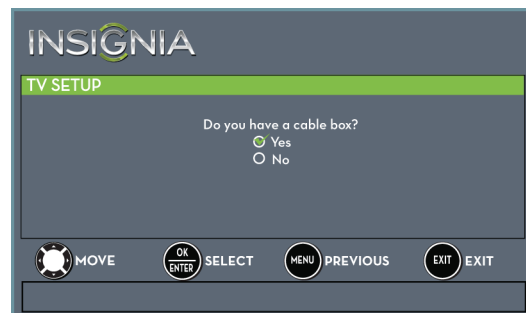 INSIGNIA
TV SETUP
Do you have a cable box?
Yes
No
MOVE OK ENTER SELECT MENU PREVIOUS EXIT EXIT